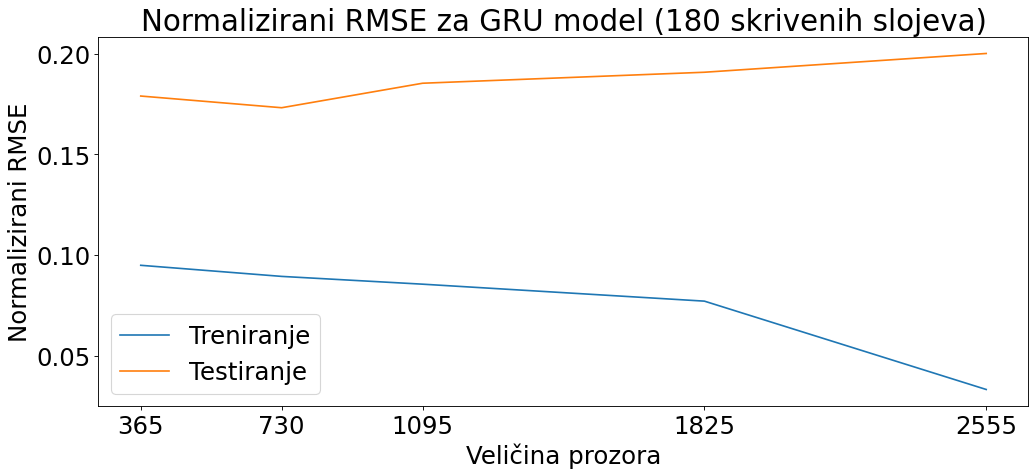 Normalizirani RMSE za GRU model (180 skrivenih slojeva)
Normalizirani RMSE
0.20
0.15
0.10
0.05
Treniranje
Testiranje
365 730 1095 1825 2555
Veličina prozora